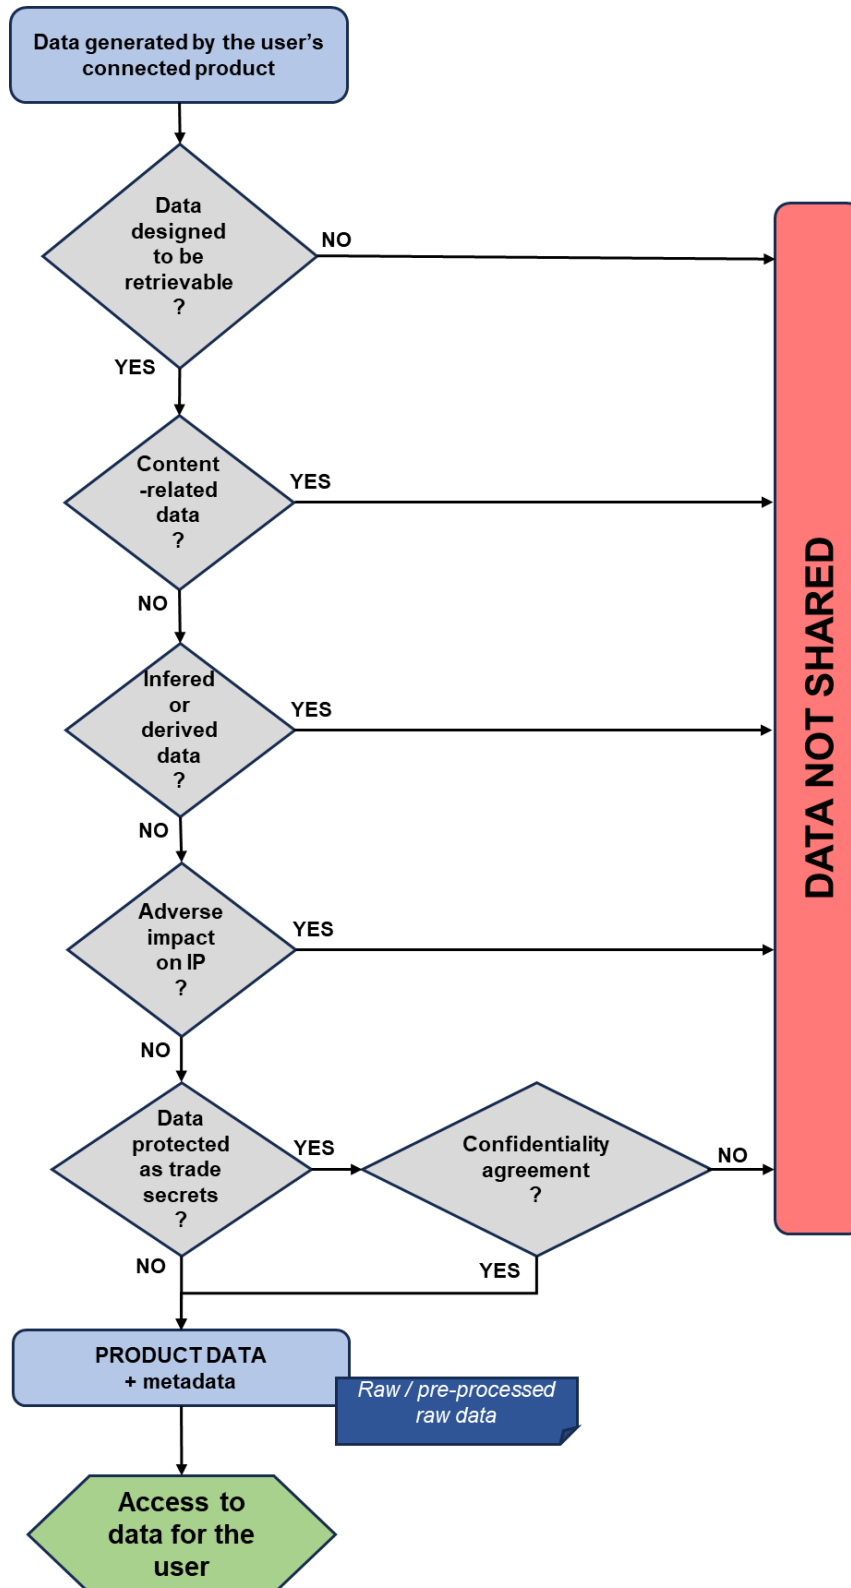 Data generated by the user's
connected product
Data
designed
to be
retrievable
?
NO
YES
Content
-related
data
?
YES
NO
Infered
or
derived
data
?
YES
NO
Adverse
impact
on IP
?
YES
NO
Data
protected
as trade
secrets
?
YES
Confidentiality
agreement
?
NO
NO
YES
DATA NOT SHARED
PRODUCT DATA
+ metadata
Raw / pre-processed
raw data
Access to
data for the
user